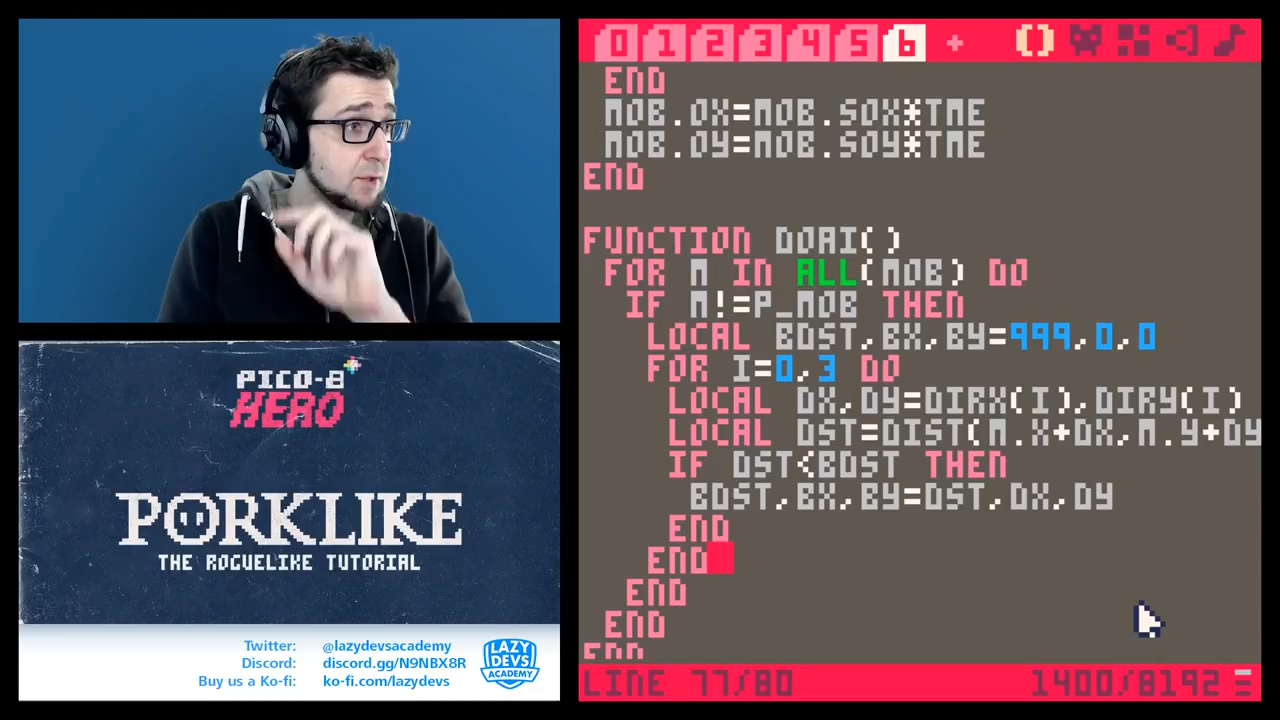 0 1 2 3 4 5 6 +
END
MOB.OX=MOB.SOX*TME
MOB.OY=MOB.SOY*TME
END
FUNCTION DOAI()
FOR M IN ALL(MOB) DO
IF M!=P_MOB THEN
LOCAL BDST,BX,BY=999,0,0
FOR I=0,3 DO
LOCAL DX,DY=DIRX(I),DIRY(I)
LOCAL DST=DIST(M.X+DX,M.Y+DY
IF DST<BDST THEN
BDST,BX,BY=DST,DX,DY
END
END
END
END
END
LINE 77/80 1400/8192
PICO-8
HERO
PORKLIKE
THE ROGUELIKE TUTORIAL
Twitter: @lazydevsacademy
Discord: discord.gg/N9NBX8R
Buy us a Ko-fi: ko-fi.com/lazydevs
LAZY
DEVS
ACADEMY